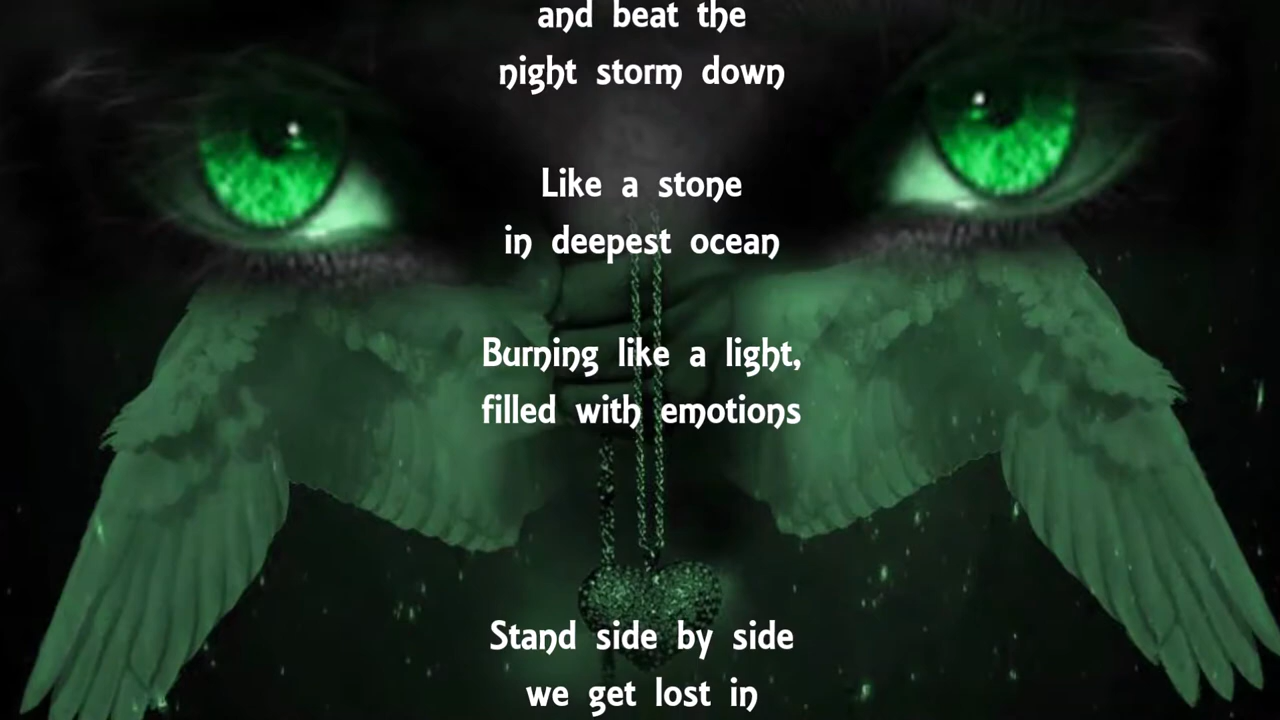 and beat the
night storm down
Like a stone
in deepest ocean
Burning like a light,
filled with emotions
Stand side by side
we get lost in